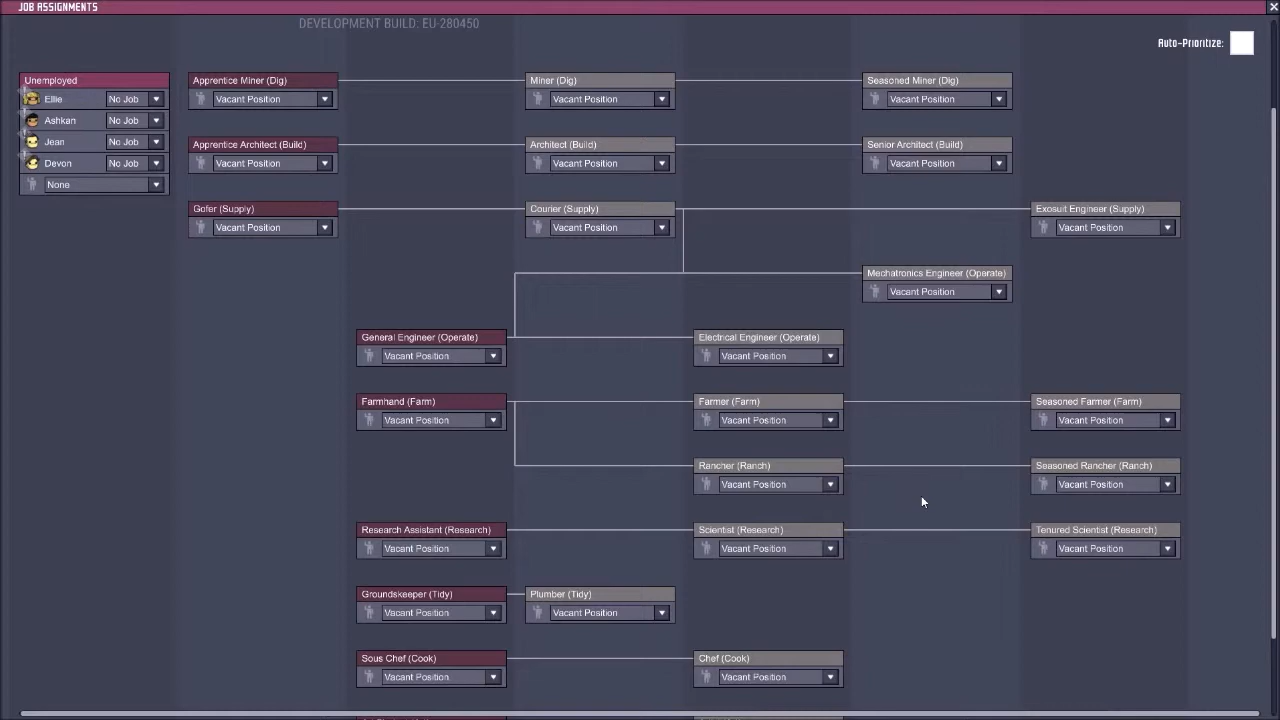 JOB ASSIGNMENTS
DEVELOPMENT BUILD: EU-280450
Auto-Prioritize:
Unemployed
Ellie No Job
Ashkan No Job
Jean No Job
Devon No Job
None
Apprentice Miner (Dig)
Vacant Position
Miner (Dig)
Vacant Position
Seasoned Miner (Dig)
Vacant Position
Apprentice Architect (Build)
Vacant Position
Architect (Build)
Vacant Position
Senior Architect (Build)
Vacant Position
Gofer (Supply)
Vacant Position
Courier (Supply)
Vacant Position
Exosuit Engineer (Supply)
Vacant Position
Mechatronics Engineer (Operate)
Vacant Position
General Engineer (Operate)
Vacant Position
Electrical Engineer (Operate)
Vacant Position
Farmhand (Farm)
Vacant Position
Farmer (Farm)
Vacant Position
Seasoned Farmer (Farm)
Vacant Position
Rancher (Ranch)
Vacant Position
Seasoned Rancher (Ranch)
Vacant Position
Research Assistant (Research)
Vacant Position
Scientist (Research)
Vacant Position
Tenured Scientist (Research)
Vacant Position
Groundskeeper (Tidy)
Vacant Position
Plumber (Tidy)
Vacant Position
Sous Chef (Cook)
Vacant Position
Chef (Cook)
Vacant Position